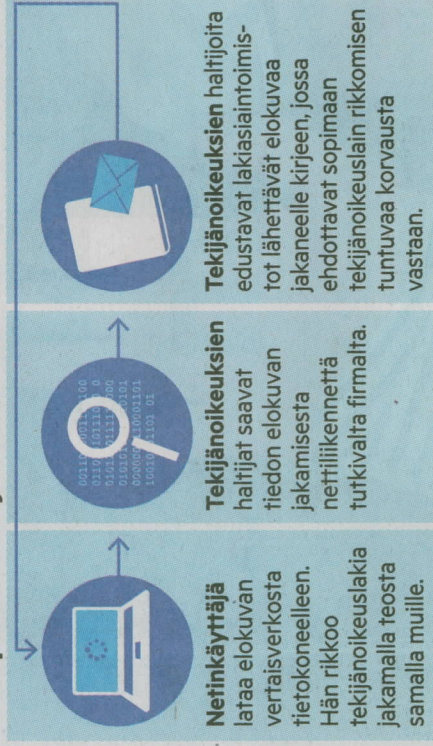 Netinkäyttäjä
lataa elokuvan
vertaisverkosta
tietokoneelleen.
Hän rikkoo
tekijänoikeuslakia
jakamalla teosta
samalla muille.
Tekijänoikeuksien
haltijat saavat
tiedon elokuvan
jakamisesta
nettiliikennettä
tutkivalta firmalta.
Tekijänoikeuksien haltijoita
edustavat lakiasiaintoimis-
tot lähettävät elokuvaa
jakaneelle kirjeen, jossa
ehdottavat sopimaan
tekijänoikeuslain rikkomisen
tuntuvaa korvausta
vastaan.